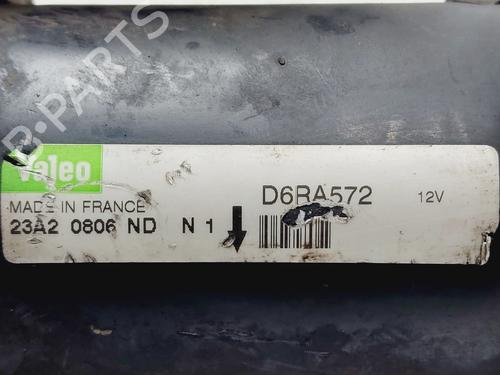 B-PARTS
Valeo
D6RA572
12V
MADE IN FRANCE
23A2 0806 ND N 1